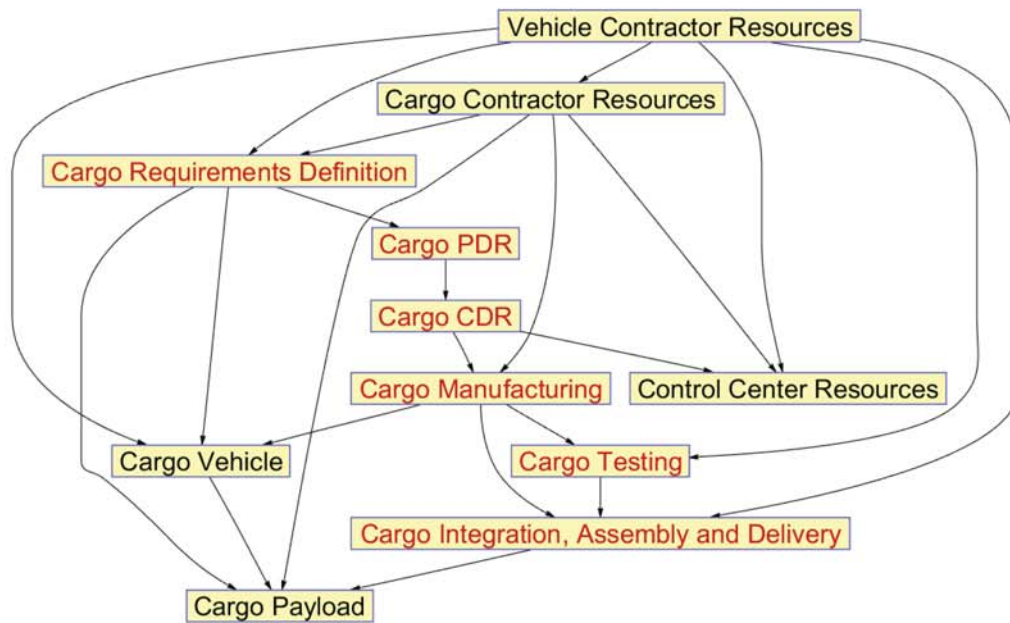 Vehicle Contractor Resources
Cargo Contractor Resources
Cargo Requirements Definition
Cargo PDR
Cargo CDR
Cargo Manufacturing
Control Center Resources
Cargo Vehicle
Cargo Testing
Cargo Integration, Assembly and Delivery
Cargo Payload